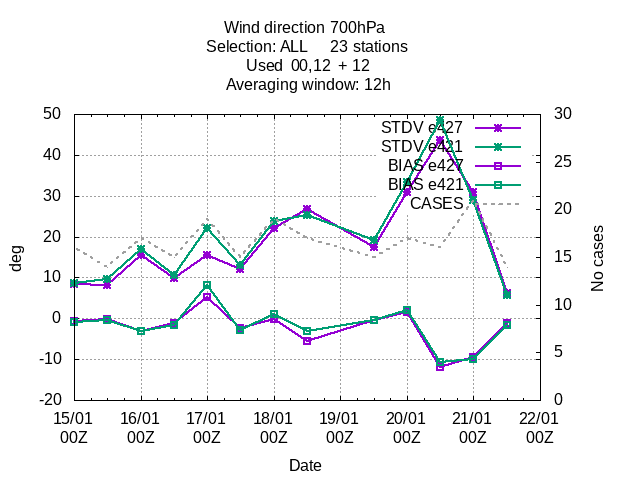 Wind direction 700hPa
Selection: ALL     23 stations
Used  00,12  + 12
Averaging window: 12h
50
40
30
20
10
0
-10
-20
deg
30
25
20
15
10
5
0
No cases
STDV e427
STDV e421
BIAS e427
BIAS e421
CASES
15/01 16/01 17/01 18/01 19/01 20/01 21/01 22/01
00Z 00Z 00Z 00Z 00Z 00Z 00Z 00Z
Date